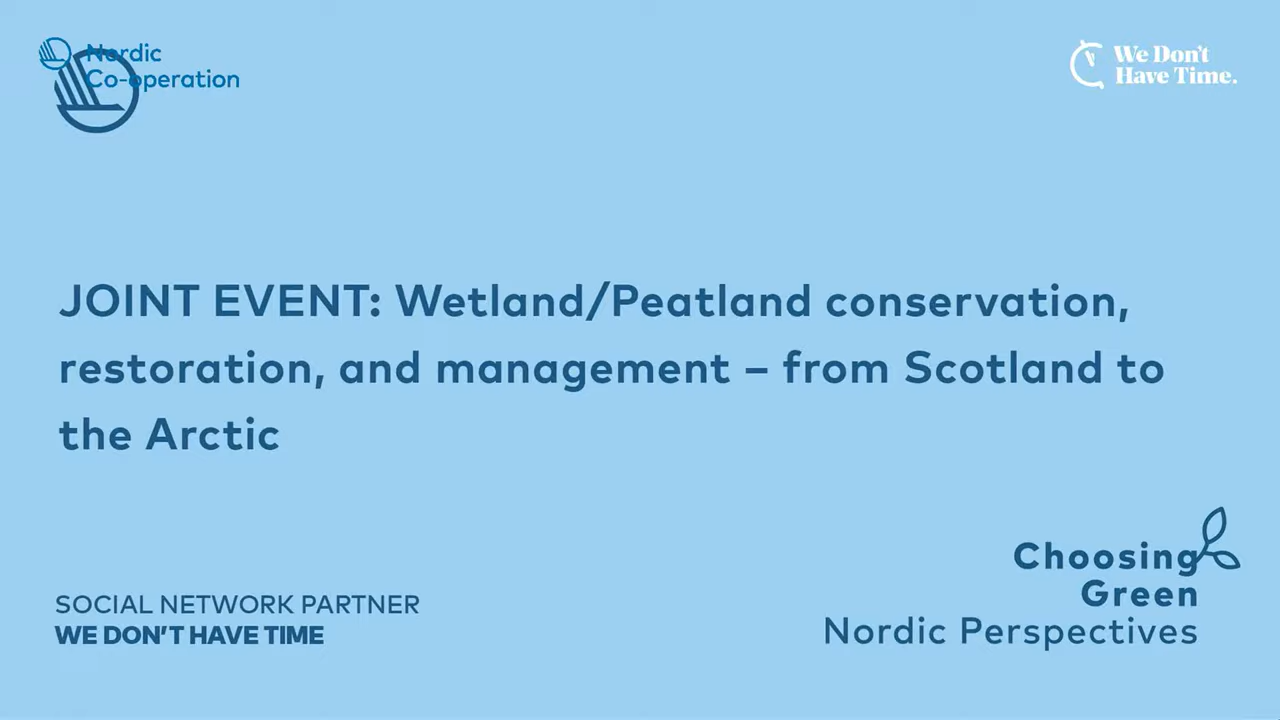 Nordic
Co-operation
We Don't
Have Time.
JOINT EVENT: Wetland/Peatland conservation,
restoration, and management – from Scotland to
the Arctic
SOCIAL NETWORK PARTNER
WE DON'T HAVE TIME
Choosing
Green
Nordic Perspectives